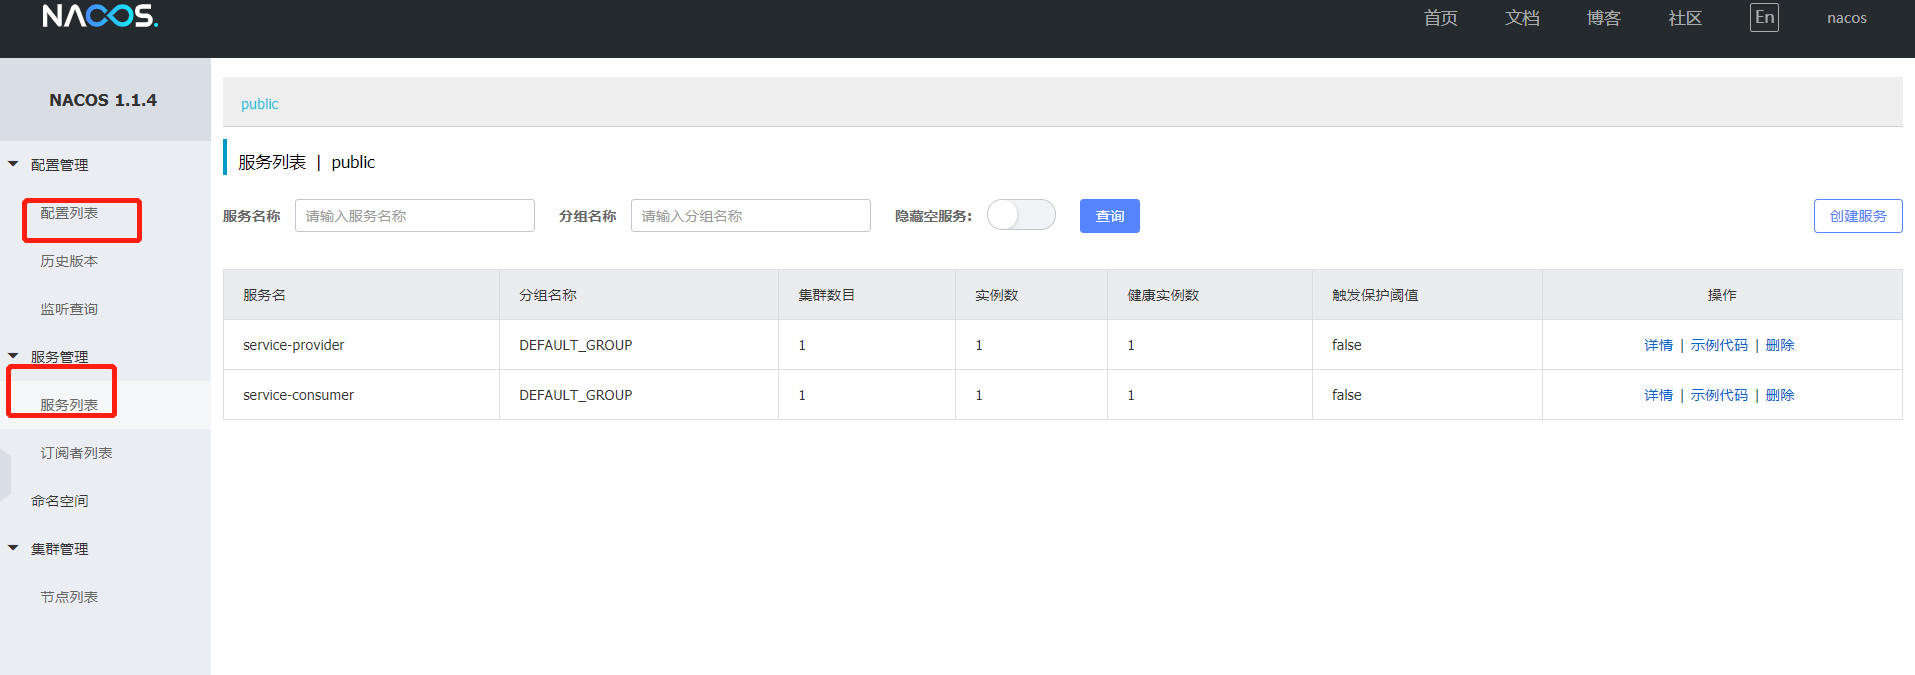 NACOS.
首页 文档 博客 社区 En nacos
NACOS 1.1.4
配置管理
配置列表
历史版本
监听查询
服务管理
服务列表
订阅者列表
命名空间
集群管理
节点列表
public
服务列表 | public
服务名称 请输入服务名称 分组名称 请输入分组名称 隐藏空服务: 查询 创建服务
服务名 分组名称 集群数目 实例数 健康实例数 触发保护阈值 操作
service-provider DEFAULT_GROUP 1 1 1 false 详情 | 示例代码 | 删除
service-consumer DEFAULT_GROUP 1 1 1 false 详情 | 示例代码 | 删除